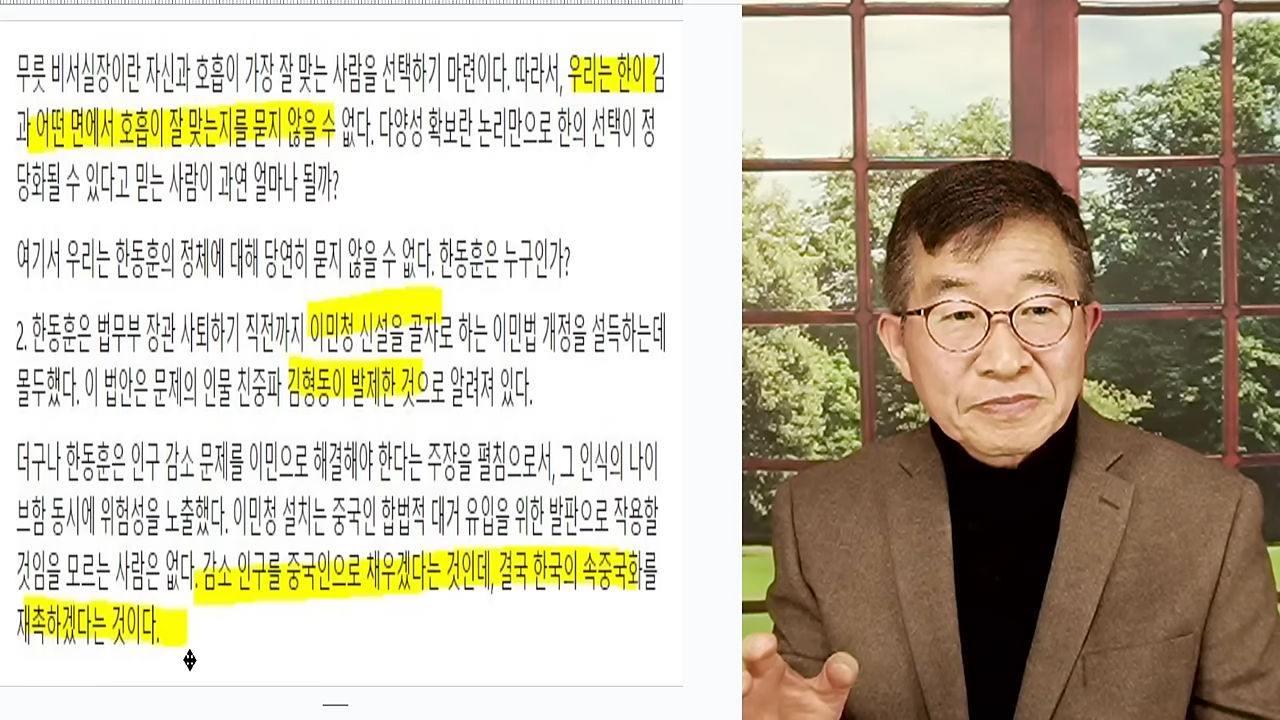 무릇 비서실장이란 자신과 호흡이 가장 잘 맞는 사람을 선택하기 마련이다. 따라서, 우리는 한이 김
과 어떤 면에서 호흡이 잘 맞는지를 묻지 않을 수 없다. 다양성 확보란 논리만으로 한의 선택이 정
당화될 수 있다고 믿는 사람이 과연 얼마나 될까?
여기서 우리는 한동훈의 정체에 대해 당연히 묻지 않을 수 없다. 한동훈은 누구인가?
2. 한동훈은 법무부 장관 사퇴하기 직전까지 이민청 신설을 골자로 하는 이민법 개정을 설득하는데
몰두했다. 이 법안은 문제의 인물 친중파 김형동이 발제한 것으로 알려져 있다.
더구나 한동훈은 인구 감소 문제를 이민으로 해결해야 한다는 주장을 펼침으로서, 그 인식의 나이
브함 동시에 위험성을 노출했다. 이민청 설치는 중국인 합법적 대거 유입을 위한 발판으로 작용할
것임을 모르는 사람은 없다. 감소 인구를 중국인으로 채우겠다는 것인데, 결국 한국의 속중국화를
재촉하겠다는 것이다.